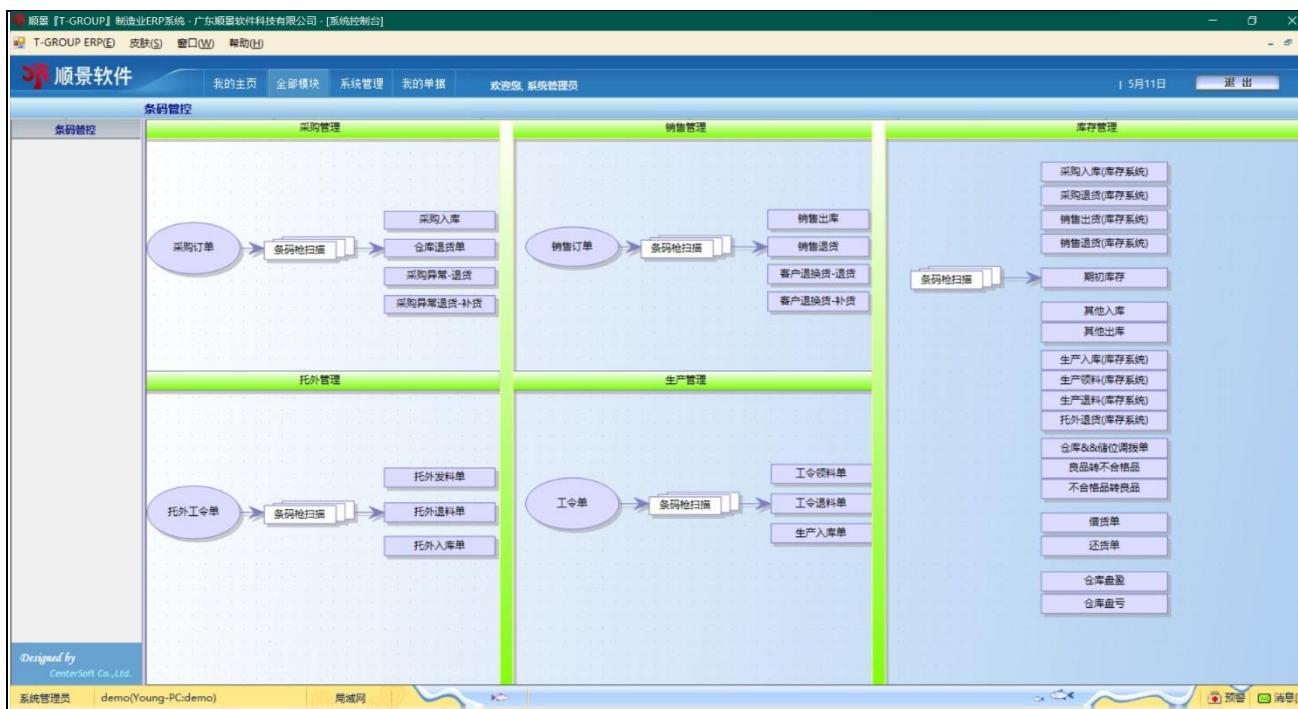 顺景『T-GROUP』制造业ERP系统 - 广东顺景软件科技有限公司 - [系统控制台]
T-GROUP ERP(E) 皮肤(S) 窗口(W) 帮助(H)
顺景软件 我的主页 全部模块 系统管理 我的单据 欢迎您, 系统管理员 | 5月11日 退 出
条码管控
条码管控
采购管理
采购订单
条码枪扫描
采购入库
仓库退货单
采购异常-退货
采购异常退货-补货
销售管理
销售订单
条码枪扫描
销售出库
销售退货
客户退换货-退货
客户退换货-补货
托外管理
托外工令单
条码枪扫描
托外发料单
托外退料单
托外入库单
生产管理
工令单
条码枪扫描
工令领料单
工令退料单
生产入库单
库存管理
条码枪扫描
采购入库(库存系统)
采购退货(库存系统)
销售出货(库存系统)
销售退货(库存系统)
期初库存
其他入库
其他出库
生产入库(库存系统)
生产领料(库存系统)
生产退料(库存系统)
托外退货(库存系统)
仓库&&储位调拨单
良品转不合格品
不合格品转良品
借货单
还货单
仓库盘盈
仓库盘亏
Designed by
CenterSoft Co.,Ltd.
系统管理员 demo(Young-PC:demo) 局域网 预警 消息[